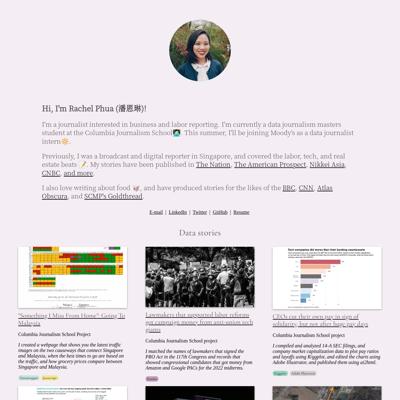 Hi, I'm Rachel Phua (潘恩琳)!
I'm a journalist interested in business and labor reporting. I'm currently a data journalism masters
student at the Columbia Journalism School👩🏻‍💻 This summer, I'll be joining Moody's as a data journalist
intern🔆.
Previously, I was a broadcast and digital reporter in Singapore, and covered the labor, tech, and real
estate beats 📝. My stories have been published in The Nation, The American Prospect, Nikkei Asia,
CNBC, and more.
I also love writing about food 🥡, and have produced stories for the likes of the BBC, CNN, Atlas
Obscura, and SCMP's Goldthread.
E-mail | LinkedIn | Twitter | GitHub | Resume
Data stories
"Something I Miss From Home": Going To
Malaysia
Columbia Journalism School Project
I created a webpage that shows you the latest traffic
images on the two causeways that connect Singapore
and Malaysia, when the best times to go are based on
the traffic, and how grocery prices compare between
Singapore and Malaysia.
Lawmakers that supported labor reforms
got campaign money from anti-union tech
giants
Columbia Journalism School Project
I matched the names of lawmakers that signed the
PRO Act in the 117th Congress and records that
showed congressional candidates that got money from
Amazon and Google PACs for the 2022 midterms.
CEOs cut their own pay in sign of
solidarity, but not after huge pay days
Columbia Journalism School project
I compiled and analyzed 14-A SEC filings, and
company market capitalization data to plot pay ratios
and layoffs using R/ggplot, and edited the charts using
Adobe Illustrator, and published them using ai2html.